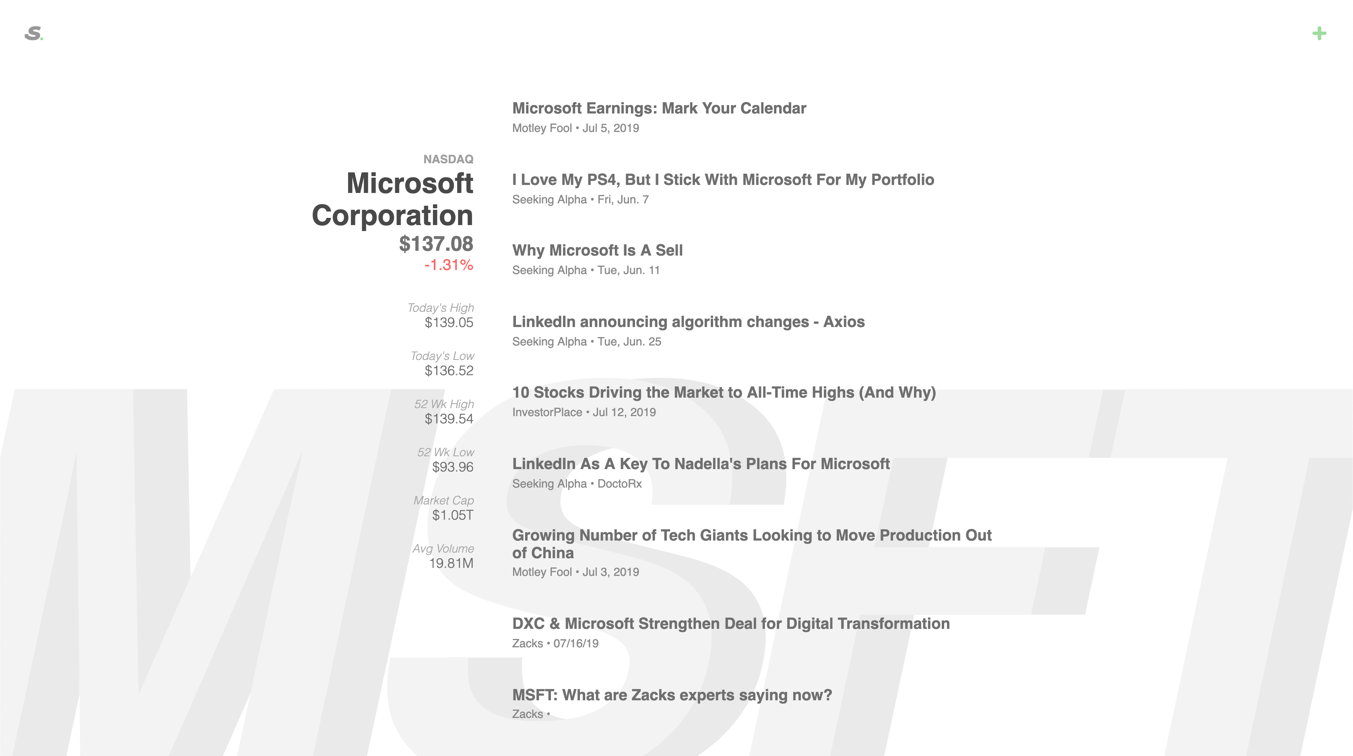 S.
+
NASDAQ
Microsoft
Corporation
$137.08
-1.31%
Today's High
$139.05
Today's Low
$136.52
52 Wk High
$139.54
52 Wk Low
$93.96
Market Cap
$1.05T
Avg Volume
19.81M
Microsoft Earnings: Mark Your Calendar
Motley Fool • Jul 5, 2019
I Love My PS4, But I Stick With Microsoft For My Portfolio
Seeking Alpha • Fri, Jun. 7
Why Microsoft Is A Sell
Seeking Alpha • Tue, Jun. 11
LinkedIn announcing algorithm changes - Axios
Seeking Alpha • Tue, Jun. 25
10 Stocks Driving the Market to All-Time Highs (And Why)
InvestorPlace • Jul 12, 2019
LinkedIn As A Key To Nadella's Plans For Microsoft
Seeking Alpha • DoctoRx
Growing Number of Tech Giants Looking to Move Production Out
of China
Motley Fool • Jul 3, 2019
DXC & Microsoft Strengthen Deal for Digital Transformation
Zacks • 07/16/19
MSFT: What are Zacks experts saying now?
Zacks •
MSFT